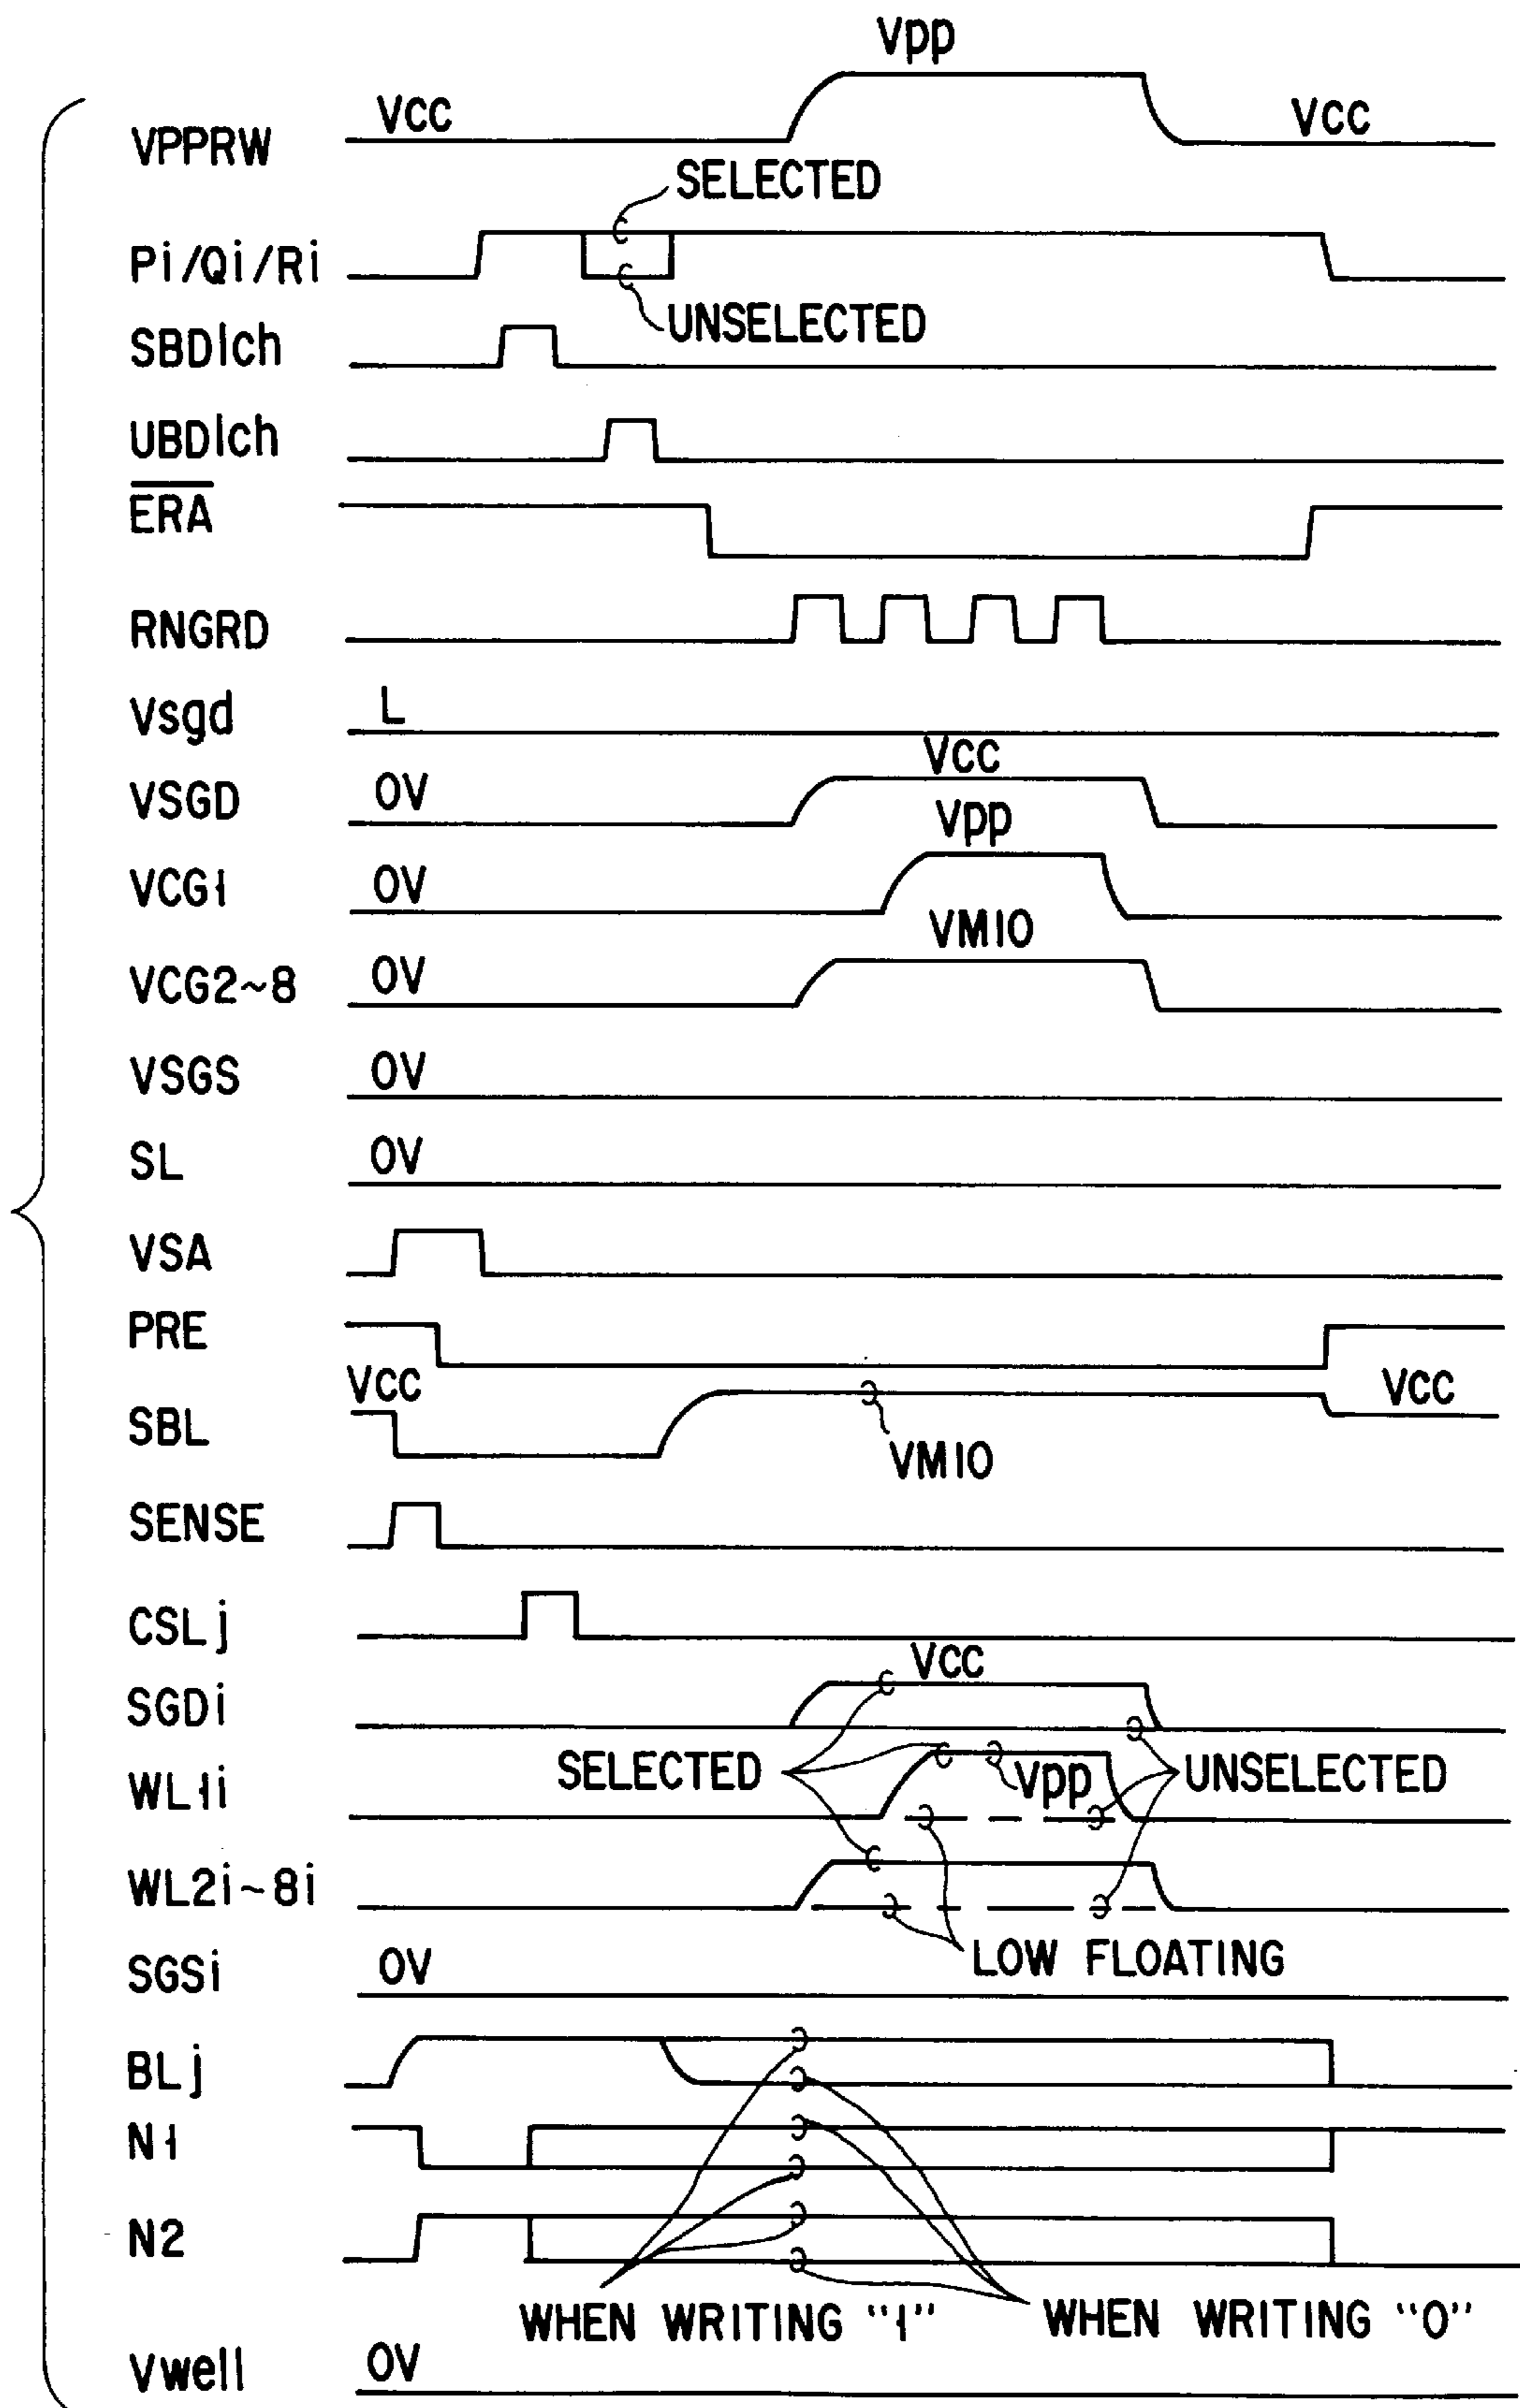 Vpp
VPPRW VCC VCC
SELECTED
Pi/Qi/Ri
UNSELECTED
SBDlch
UBDlch
ERA
RNGRD
Vsgd L
VCC
VSGD 0V
Vpp
VCG1 0V
VM10
VCG2~8 0V
VSGS 0V
SL 0V
VSA
PRE
VCC VCC
SBL
VM10
SENSE
CSLj
VCC
SGDi
SELECTED Vpp UNSELECTED
WL1i
WL2i~8i
LOW FLOATING
SGSi 0V
BLj
N1
N2
WHEN WRITING "1" WHEN WRITING "0"
Vwell 0V